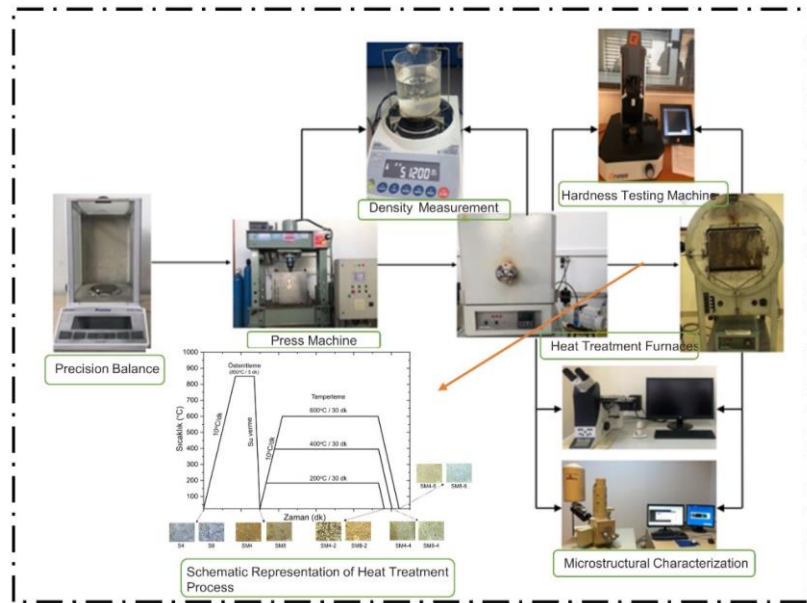 51200
Density Measurement
Hardness Testing Machine
Precision Balance
Press Machine
Heat Treatment Furnaces
1000
900
800
700
600
500
400
300
200
100
Sıcaklık (°C)
Östentleme
(850°C / 5 dk)
10°C/dk
Su verme
Temperleme
600°C / 30 dk
400°C / 30 dk
200°C / 30 dk
10°C/dk
Zaman (dk)
SM4-6 SM8-6
S4 S8 SM4 SM8 SM4-2 SM8-2 SM4-4 SM8-4
Schematic Representation of Heat Treatment
Process
Microstructural Characterization